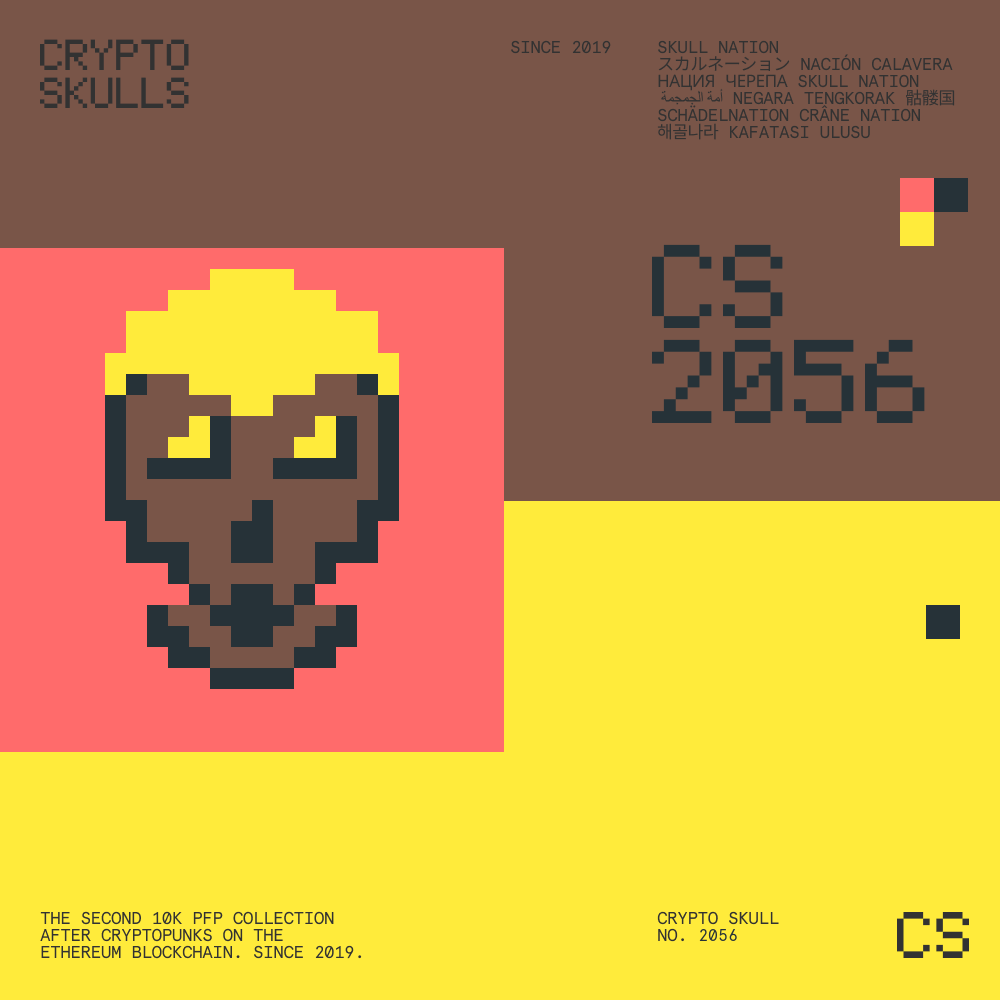 CRYPTO
SKULLS
SINCE 2019
SKULL NATION
スカルネーション NACIÓN CALAVERA
НАЦИЯ ЧЕРЕПА SKULL NATION
أمة الجمجمة NEGARA TENGKORAK 骷髅国
SCHÄDELNATION CRÂNE NATION
해골나라 KAFATASI ULUSU
CS
2056
THE SECOND 10K PFP COLLECTION
AFTER CRYPTOPUNKS ON THE
ETHEREUM BLOCKCHAIN. SINCE 2019.
CRYPTO SKULL
NO. 2056
CS